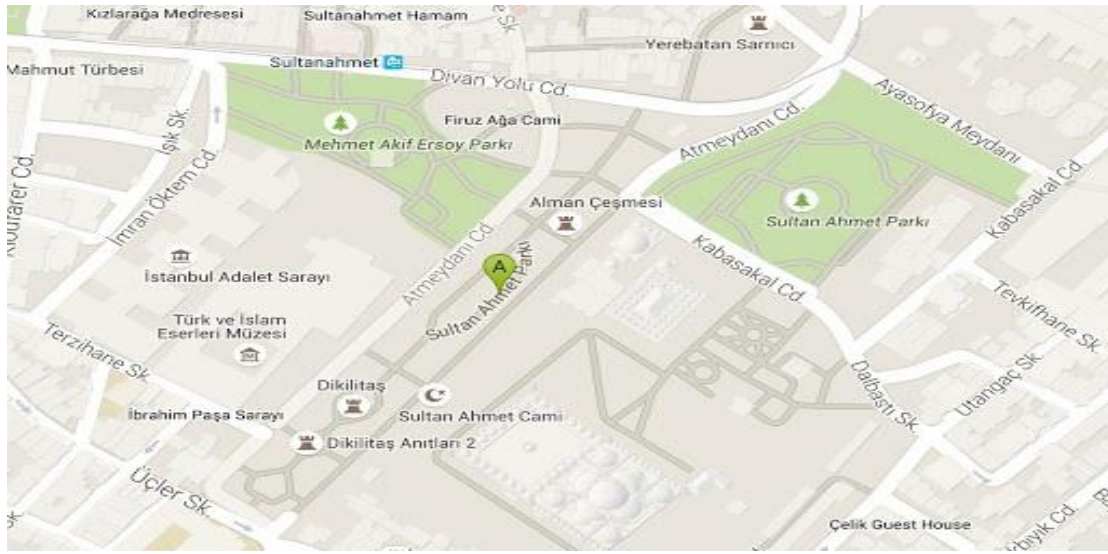 Kızlarağa Medresesi
Sultanahmet Hamam
Yerebatan Sarnıcı
Sultanahmet
Mahmut Türbesi
Divan Yolu Cd.
Ayasofya Meydanı
Işık Sk.
Firuz Ağa Cami
Mehmet Akif Ersoy Parkı
Atmeydanı Cd.
Kabasakal Cd.
İmran Öktem Cd.
Alman Çeşmesi
Sultan Ahmet Parkı
Kabasakal Cd.
Atmeydanı Cd
A
Sultan Ahmet Parkı
İstanbul Adalet Sarayı
Tevkifhane Sk.
Türk ve İslam
Eserleri Müzesi
Terzihane Sk.
Dikilitaş
Utangaç Sk.
Dalbastı Sk.
İbrahim Paşa Sarayı
Sultan Ahmet Cami
Dikilitaş Anıtları 2
Üçler Sk.
Çelik Guest House